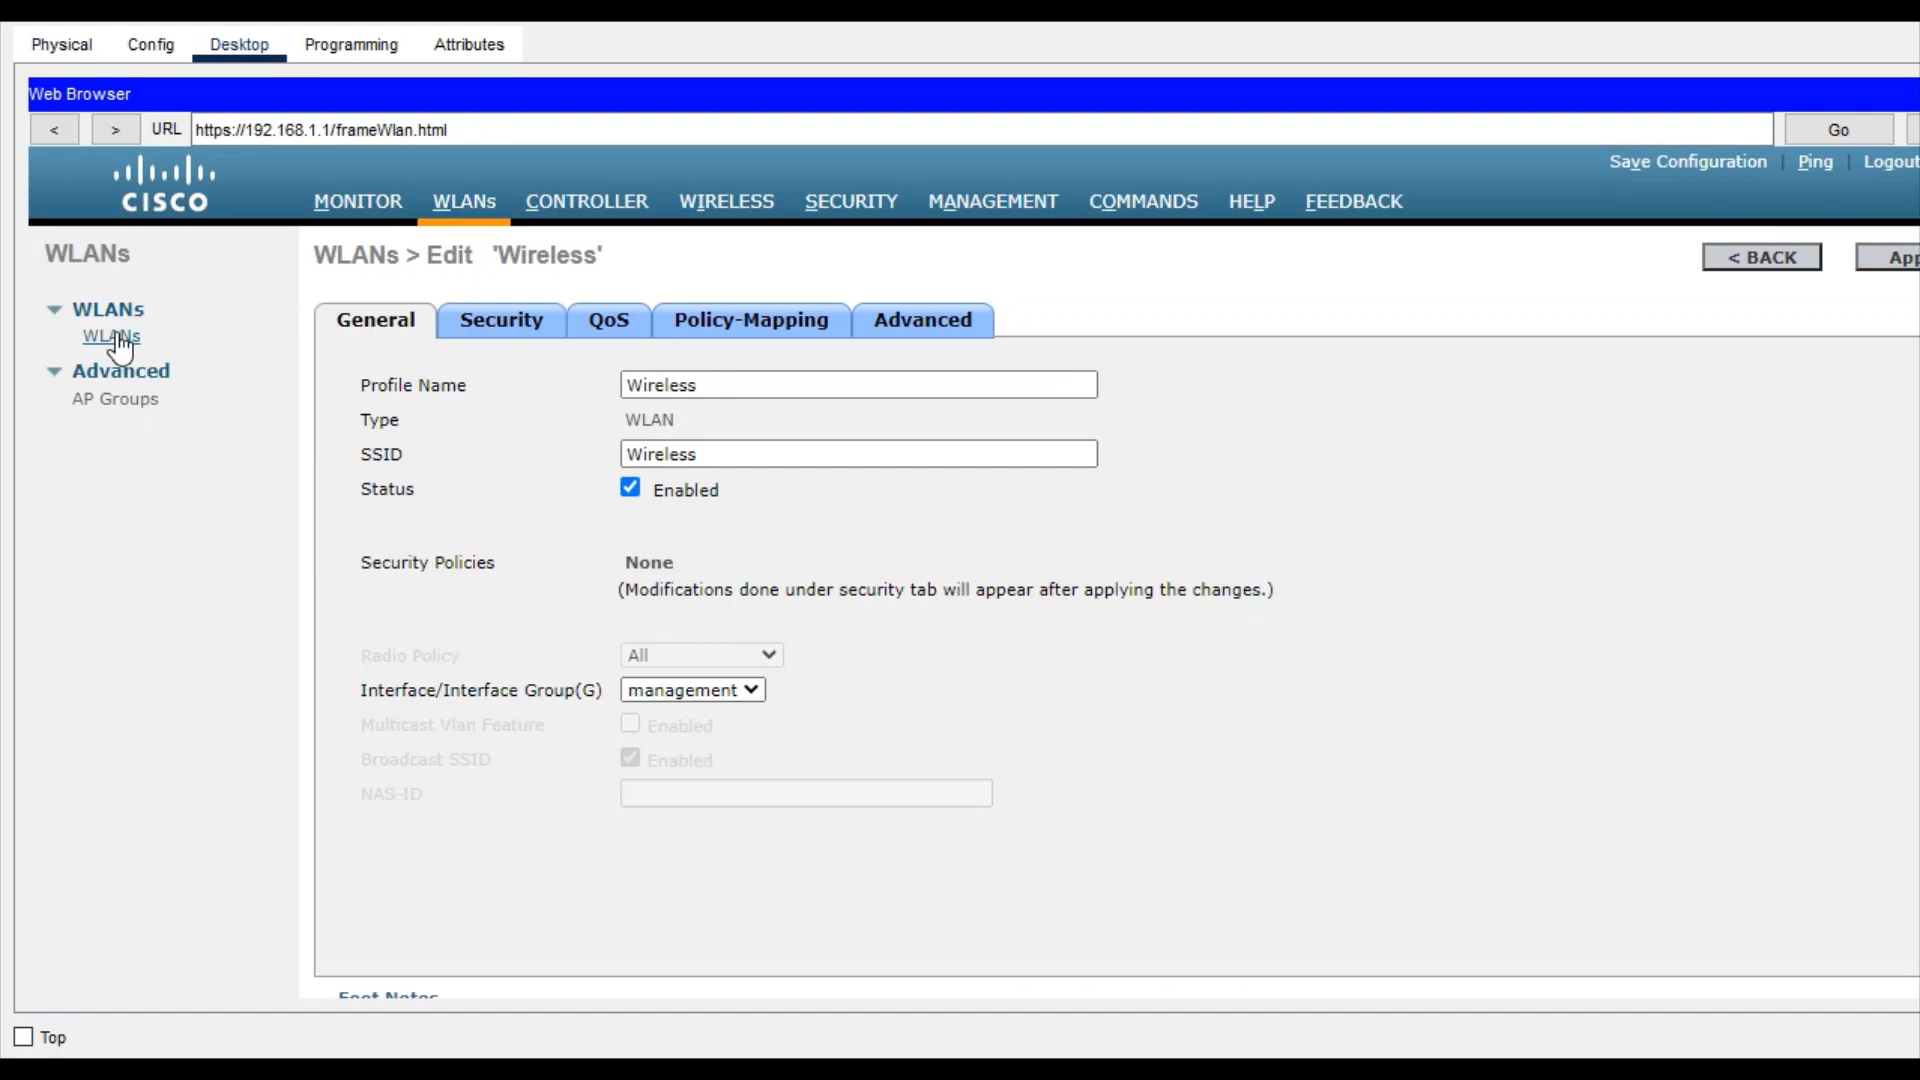 Physical Config Desktop Programming Attributes
Web Browser
< > URL https://192.168.1.1/frameWlan.html Go
Save Configuration | Ping | Logout
CISCO
MONITOR WLANs CONTROLLER WIRELESS SECURITY MANAGEMENT COMMANDS HELP FEEDBACK
WLANs
WLANs > Edit 'Wireless'
< BACK App
WLANs
WLANs
Advanced
AP Groups
General Security QoS Policy-Mapping Advanced
Profile Name Wireless
Type WLAN
SSID Wireless
Status Enabled
Security Policies None
(Modifications done under security tab will appear after applying the changes.)
Radio Policy All
Interface/Interface Group(G) management
Multicast Vlan Feature Enabled
Broadcast SSID Enabled
NAS-ID
Foot Notes
Top